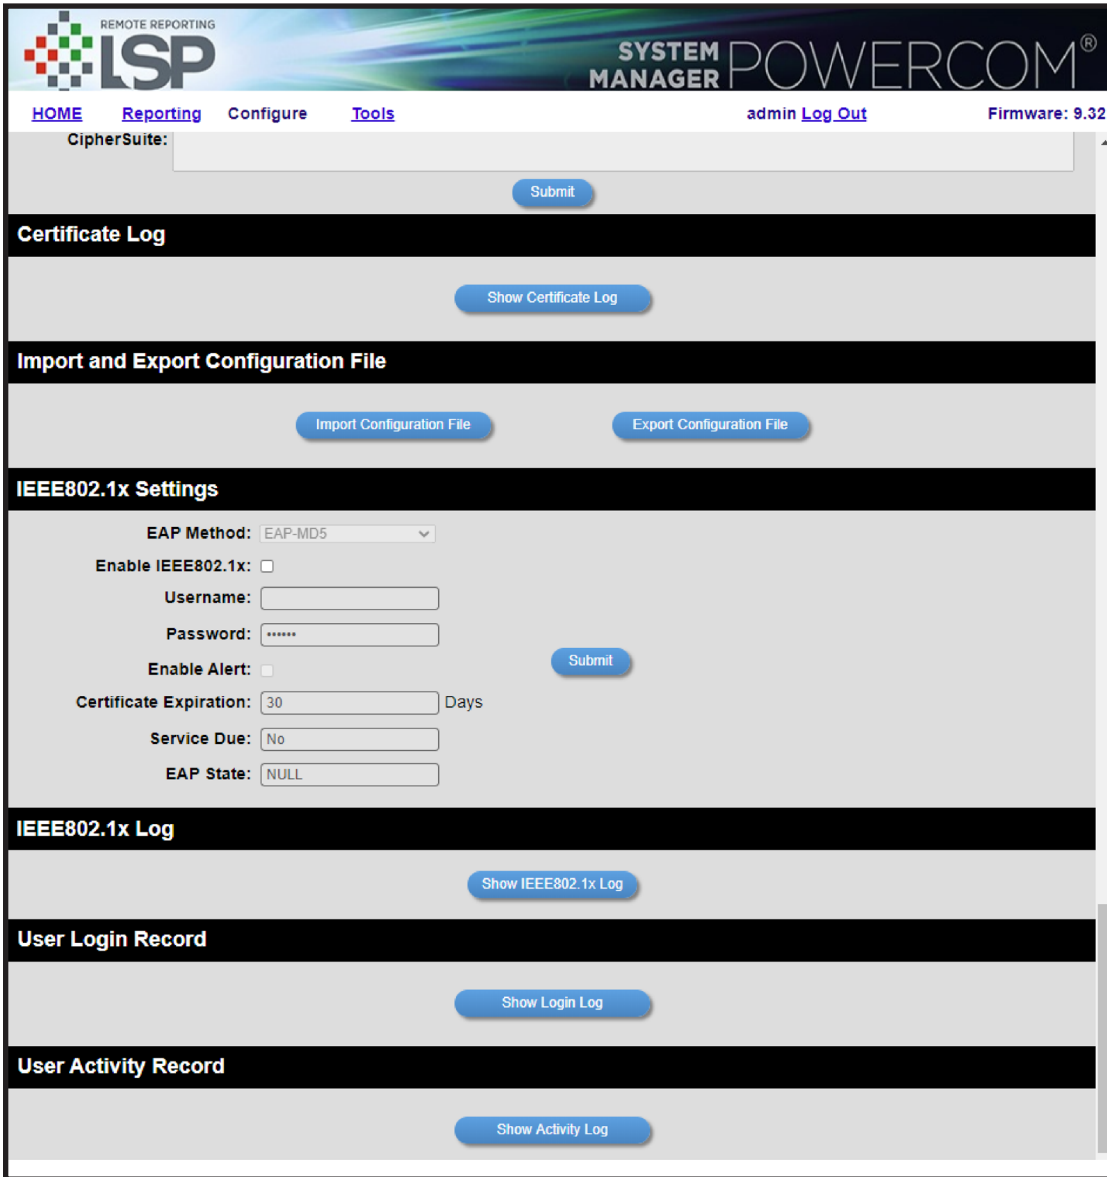 REMOTE REPORTING
LSP
SYSTEM
MANAGER POWERCOM®
HOME Reporting Configure Tools admin Log Out Firmware: 9.32
CipherSuite:
Submit
Certificate Log
Show Certificate Log
Import and Export Configuration File
Import Configuration File Export Configuration File
IEEE802.1x Settings
EAP Method: EAP-MD5
Enable IEEE802.1x:
Username:
Password: ••••••
Enable Alert:
Submit
Certificate Expiration: 30 Days
Service Due: No
EAP State: NULL
IEEE802.1x Log
Show IEEE802.1x Log
User Login Record
Show Login Log
User Activity Record
Show Activity Log